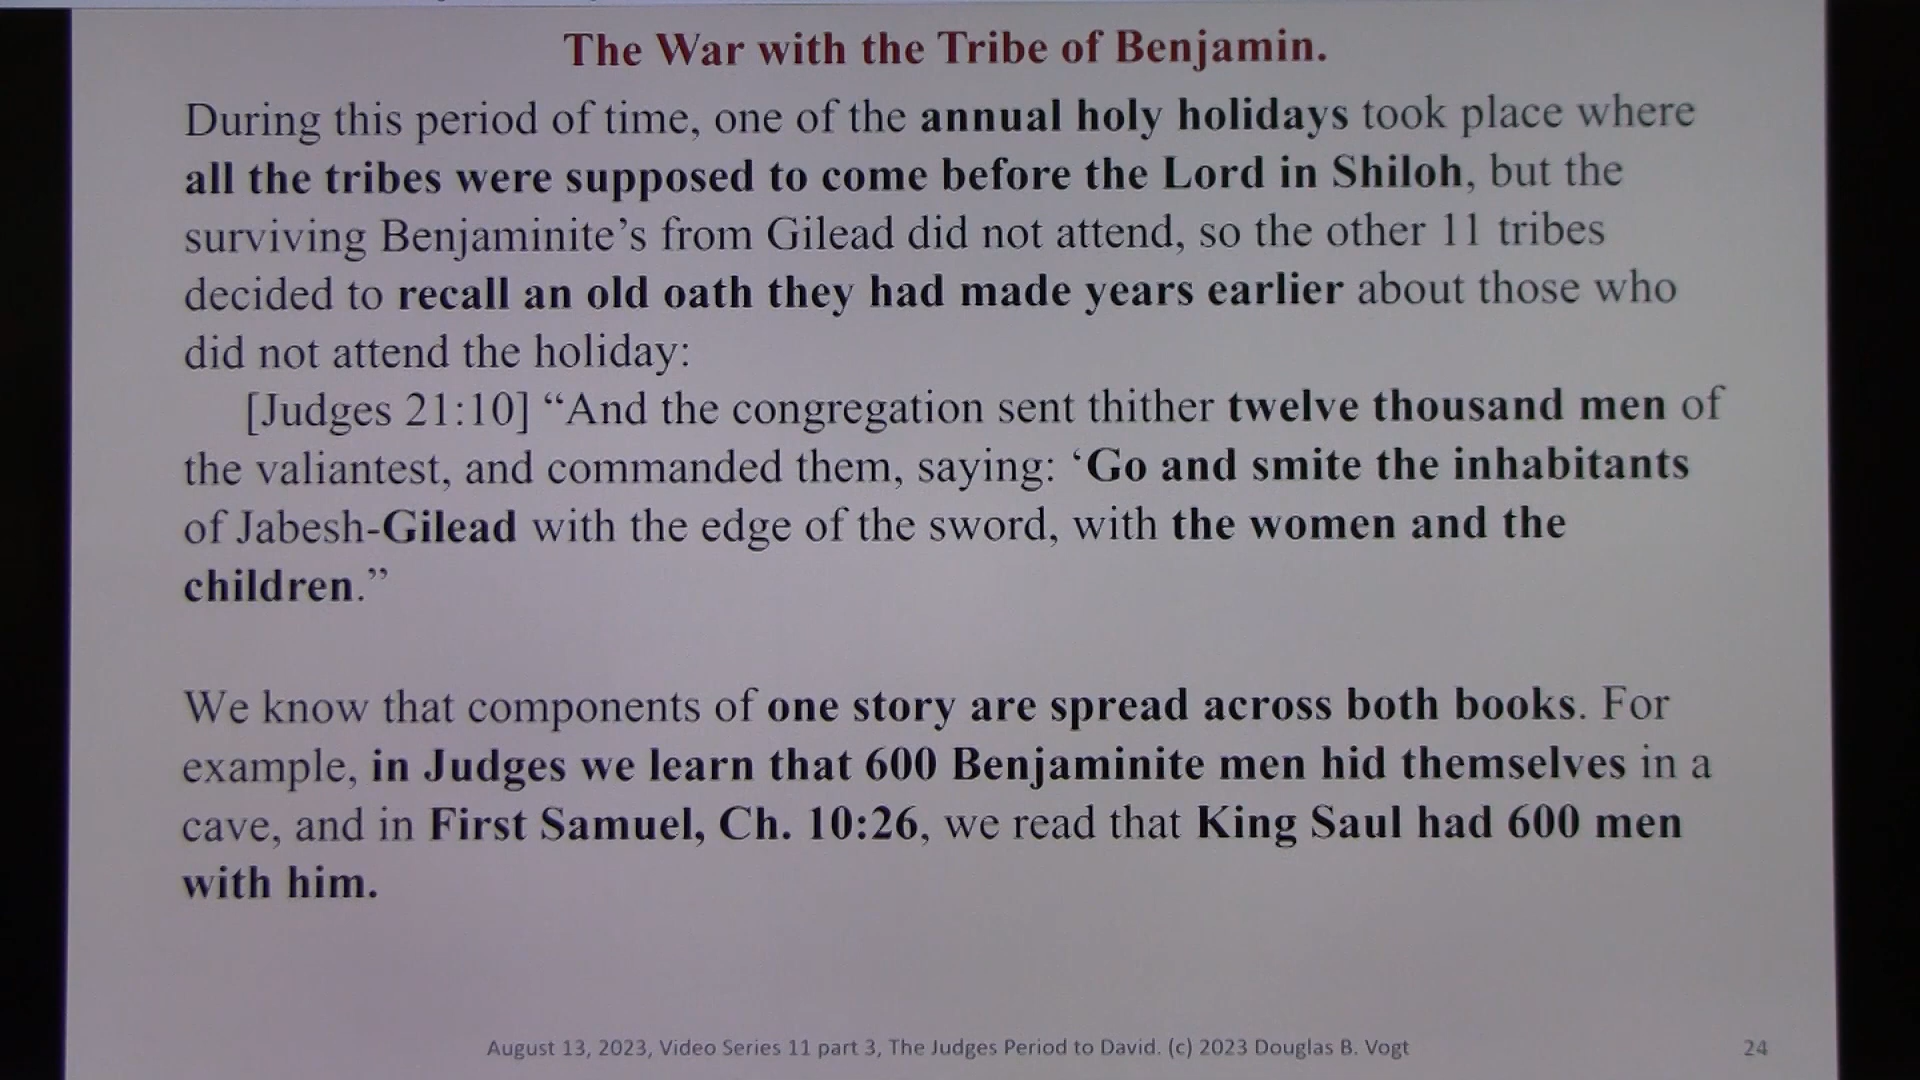 The War with the Tribe of Benjamin.
During this period of time, one of the annual holy holidays took place where
all the tribes were supposed to come before the Lord in Shiloh, but the
surviving Benjaminite’s from Gilead did not attend, so the other 11 tribes
decided to recall an old oath they had made years earlier about those who
did not attend the holiday:
[Judges 21:10] “And the congregation sent thither twelve thousand men of
the valiantest, and commanded them, saying: ‘Go and smite the inhabitants
of Jabesh-Gilead with the edge of the sword, with the women and the
children.”
We know that components of one story are spread across both books. For
example, in Judges we learn that 600 Benjaminite men hid themselves in a
cave, and in First Samuel, Ch. 10:26, we read that King Saul had 600 men
with him.
August 13, 2023, Video Series 11 part 3, The Judges Period to David. (c) 2023 Douglas B. Vogt
24